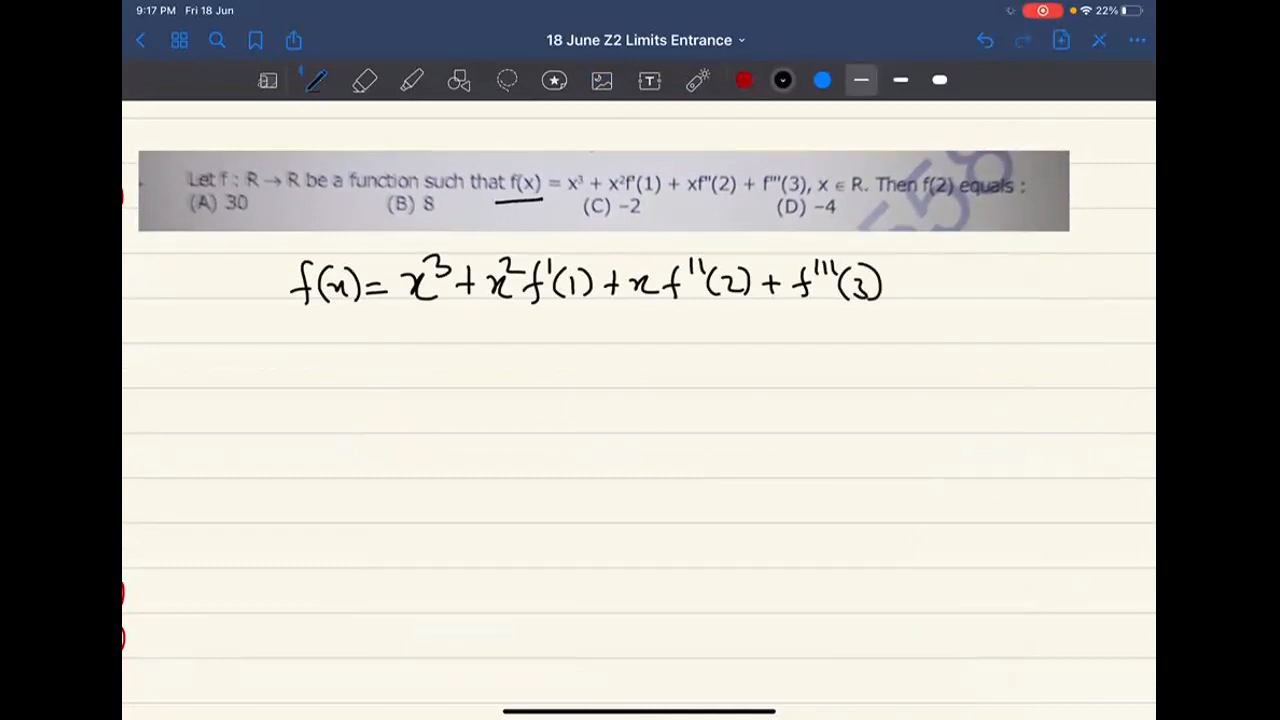 9:17 PM Fri 18 Jun
22%
18 June Z2 Limits Entrance
T
Let f : R → R be a function such that f(x) = x³ + x²f'(1) + xf''(2) + f'''(3), x ∈ R. Then f(2) equals :
(A) 30 (B) 8 (C) -2 (D) -4
f(x) = x³ + x² f'(1) + x f''(2) + f'''(3)